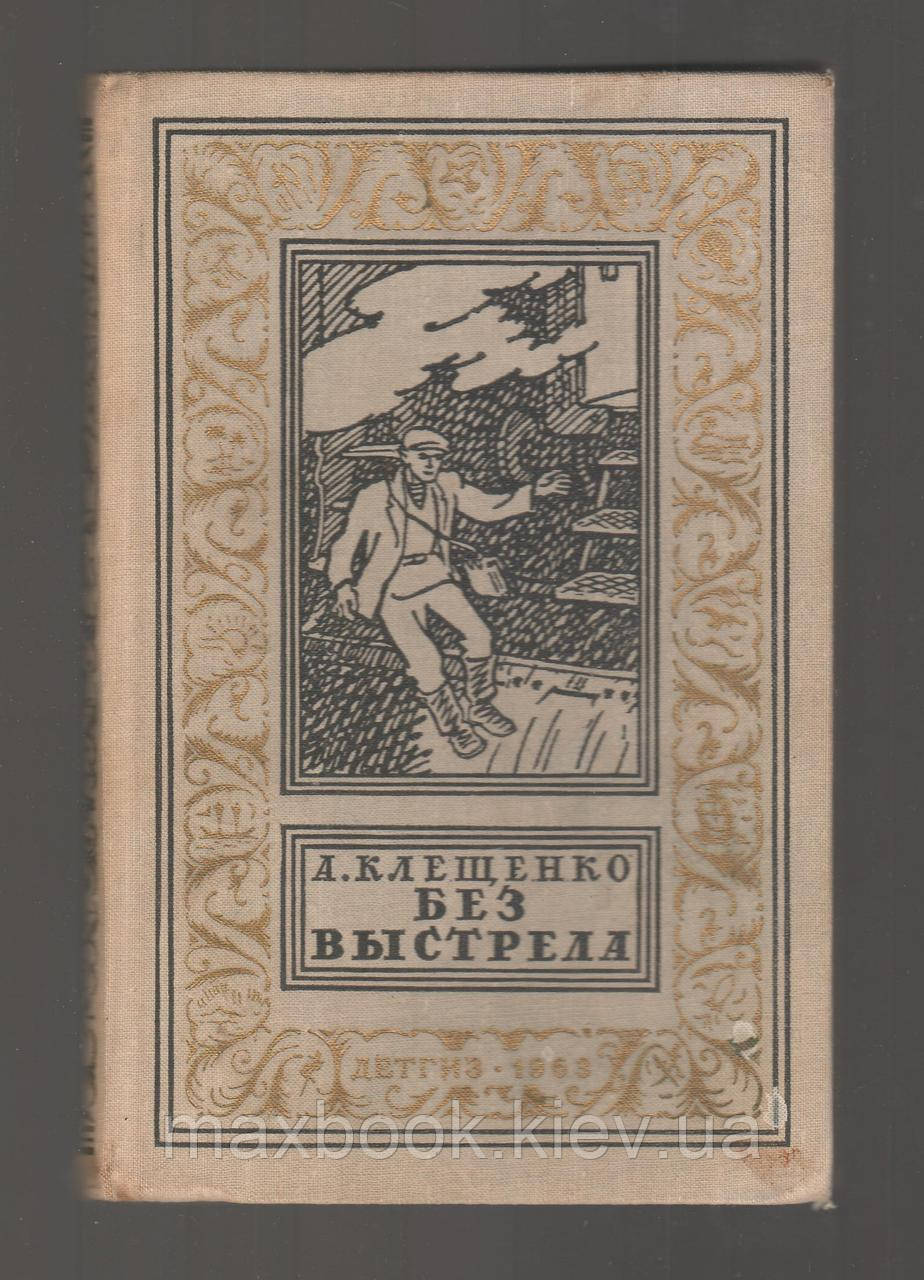 А. КЛЕЩЕНКО
БЕЗ
ВЫСТРЕЛА
ДЕТГИЗ · 1963
maxbook.kiev.ua